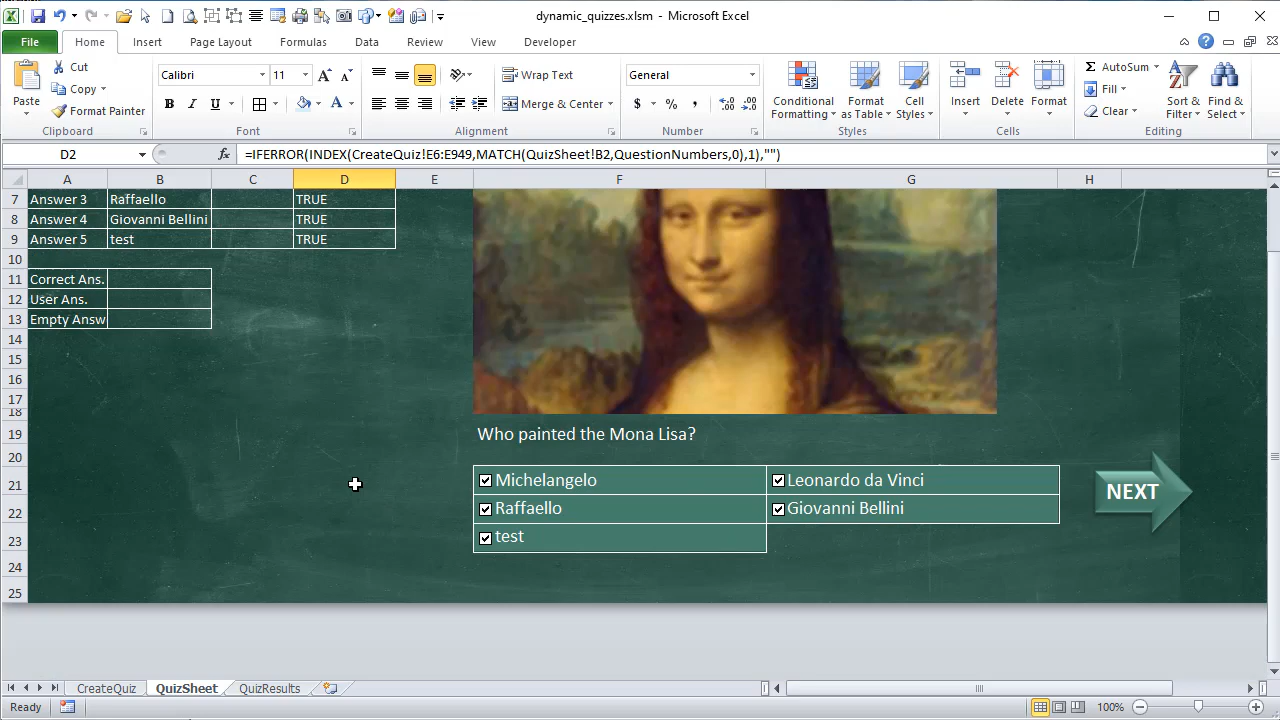 dynamic_quizzes.xlsm - Microsoft Excel
File Home Insert Page Layout Formulas Data Review View Developer
Paste
Cut
Copy
Format Painter
Clipboard
Calibri 11
B I U
Font
Wrap Text
Merge & Center
Alignment
General
$ % ,
Number
Conditional Formatting
Format as Table
Cell Styles
Styles
Insert Delete Format
Cells
Σ AutoSum
Fill
Clear
Sort & Filter
Find & Select
Editing
D2 fx =IFERROR(INDEX(CreateQuiz!E6:E949,MATCH(QuizSheet!B2,QuestionNumbers,0),1),"")
A B C D E F G H
7 Answer 3 Raffaello TRUE
8 Answer 4 Giovanni Bellini TRUE
9 Answer 5 test TRUE
10
11 Correct Ans.
12 User Ans.
13 Empty Answ
14
15
16
17
18
19 Who painted the Mona Lisa?
20
21 Michelangelo Leonardo da Vinci NEXT
22 Raffaello Giovanni Bellini
23 test
24
25
CreateQuiz QuizSheet QuizResults
Ready 100%